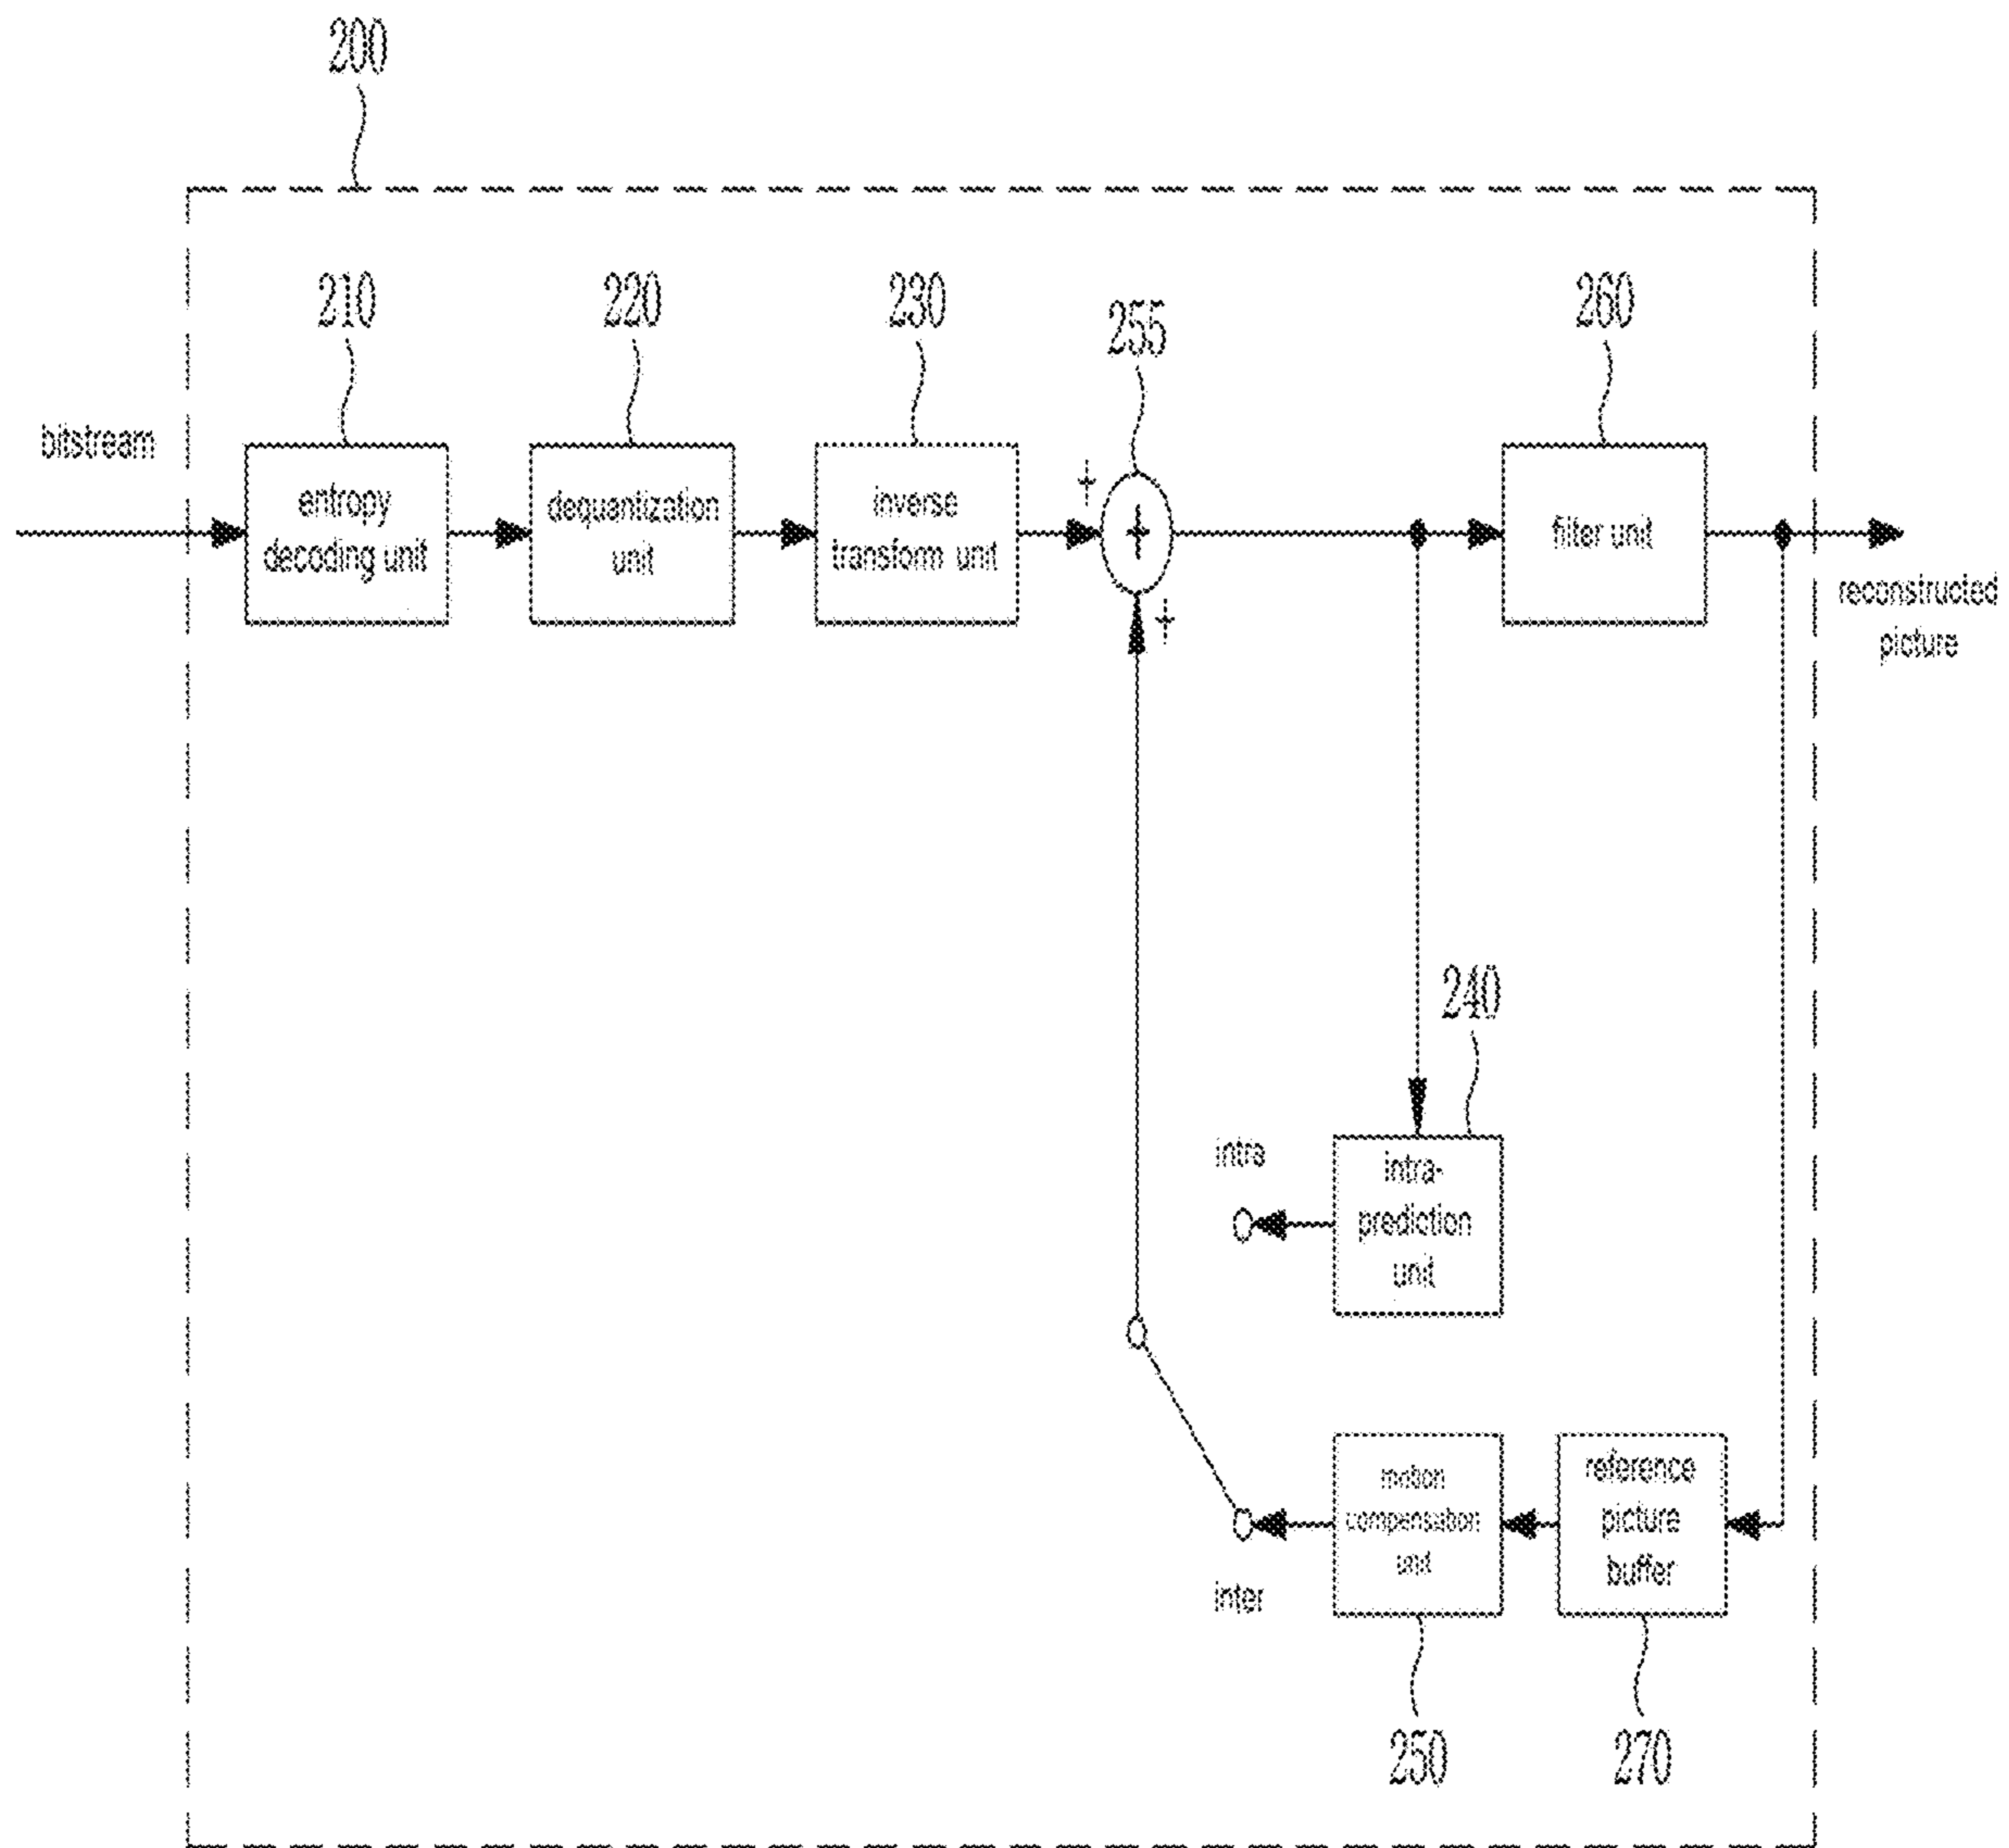 200
210
220
230
255
260
bitstream
entropy
decoding unit
dequantization
unit
inverse
transform unit
+
+
+
filter unit
reconstructed
picture
240
intra
intra-
prediction
unit
motion
compensation
unit
reference
picture
buffer
inter
250
270